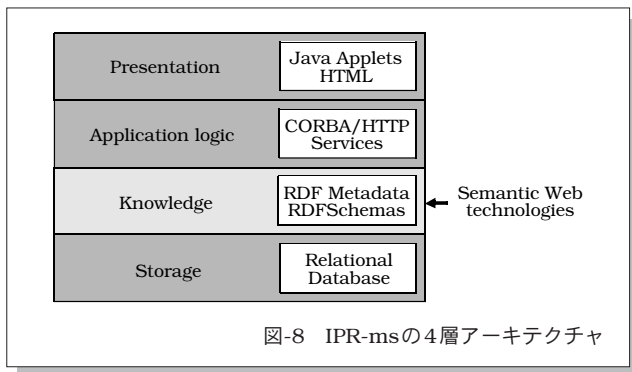 Presentation
Java Applets
HTML
Application logic
CORBA/HTTP
Services
Knowledge
RDF Metadata
RDFSchemas
Semantic Web
technologies
Storage
Relational
Database
図-8 IPR-msの4層アーキテクチャ